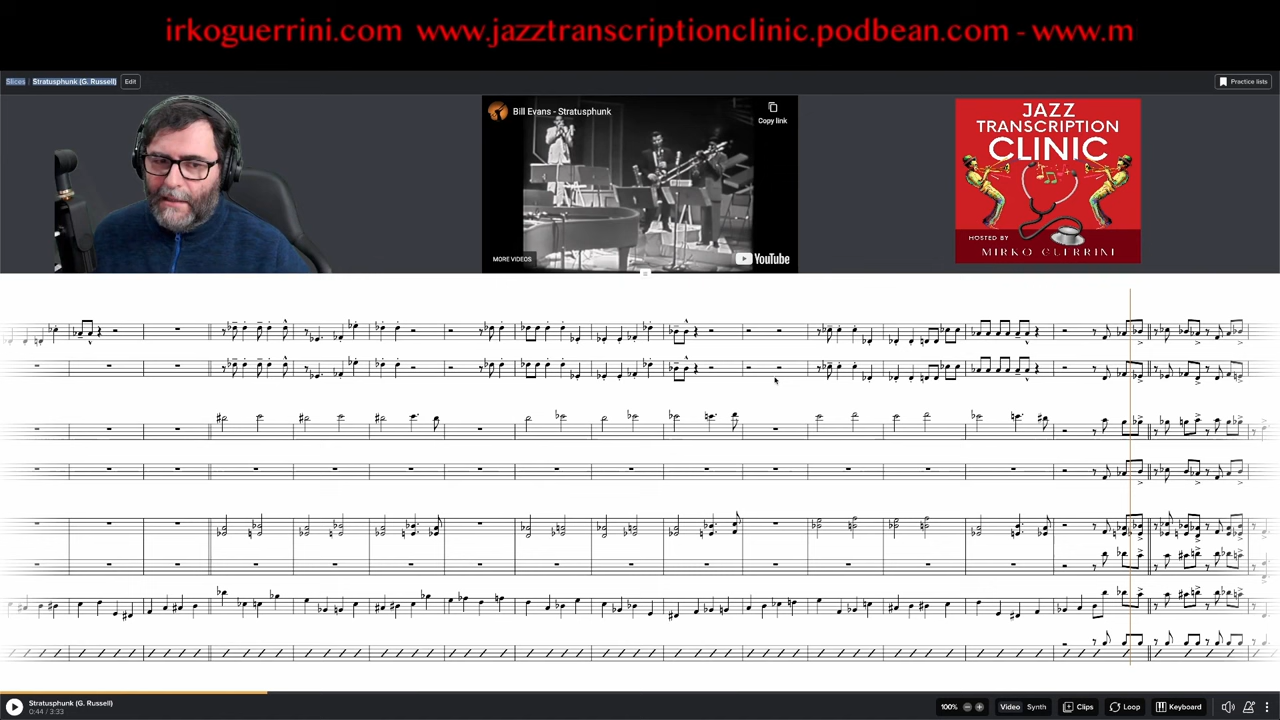 irkoguerrini.com www.jazztranscriptionclinic.podbean.com - www.m
Slices | Stratusphunk (G. Russell) Edit
Practice lists
Bill Evans - Stratusphunk
Copy link
MORE VIDEOS
YouTube
JAZZ
TRANSCRIPTION
CLINIC
HOSTED BY
MIRKO GUERRINI
Stratusphunk (G. Russell)
0:44 / 3:33
100% Video Synth Clips Loop Keyboard